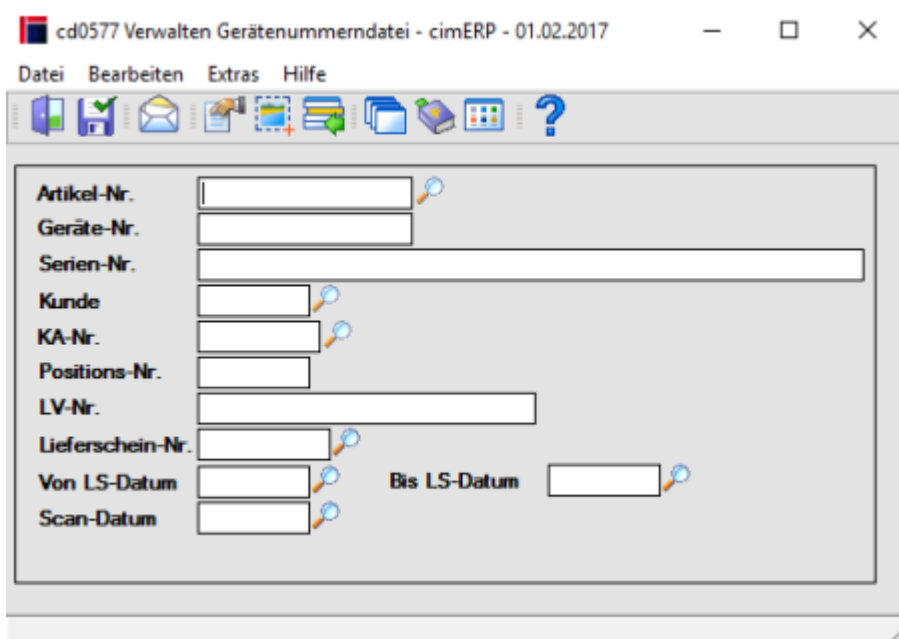 cd0577 Verwalten Gerätenummerndatei - cimERP - 01.02.2017
Datei Bearbeiten Extras Hilfe
Artikel-Nr.
Geräte-Nr.
Serien-Nr.
Kunde
KA-Nr.
Positions-Nr.
LV-Nr.
Lieferschein-Nr.
Von LS-Datum Bis LS-Datum
Scan-Datum